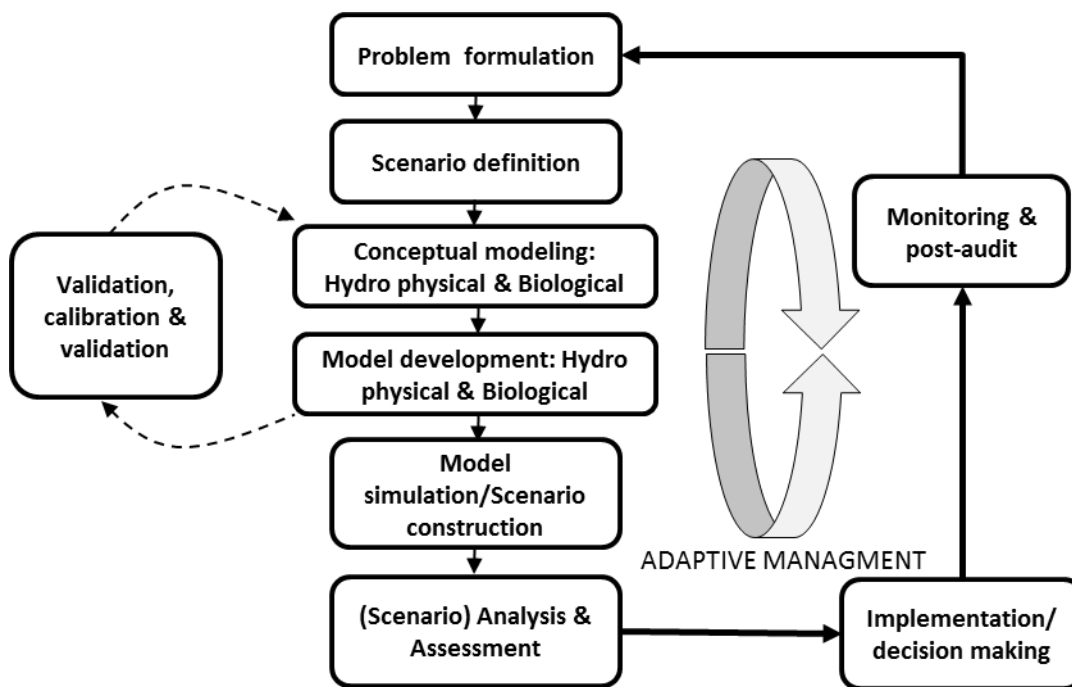 Problem formulation
Scenario definition
Conceptual modeling:
Hydro physical & Biological
Model development: Hydro
physical & Biological
Model
simulation/Scenario
construction
(Scenario) Analysis &
Assessment
Validation,
calibration &
validation
Monitoring &
post-audit
ADAPTIVE MANAGMENT
Implementation/
decision making